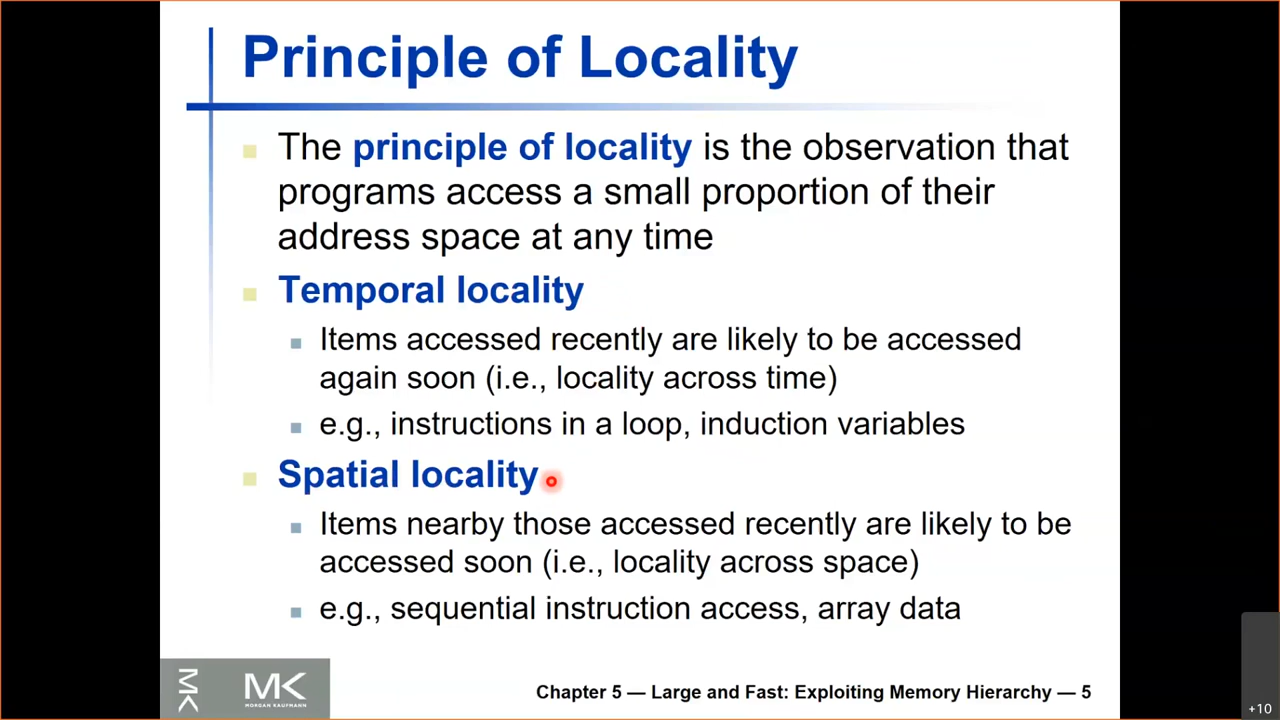 Principle of Locality
The principle of locality is the observation that
programs access a small proportion of their
address space at any time
Temporal locality
Items accessed recently are likely to be accessed
again soon (i.e., locality across time)
e.g., instructions in a loop, induction variables
Spatial locality
Items nearby those accessed recently are likely to be
accessed soon (i.e., locality across space)
e.g., sequential instruction access, array data
MK
MK
MORGAN KAUFMANN
Chapter 5 — Large and Fast: Exploiting Memory Hierarchy — 5
+10